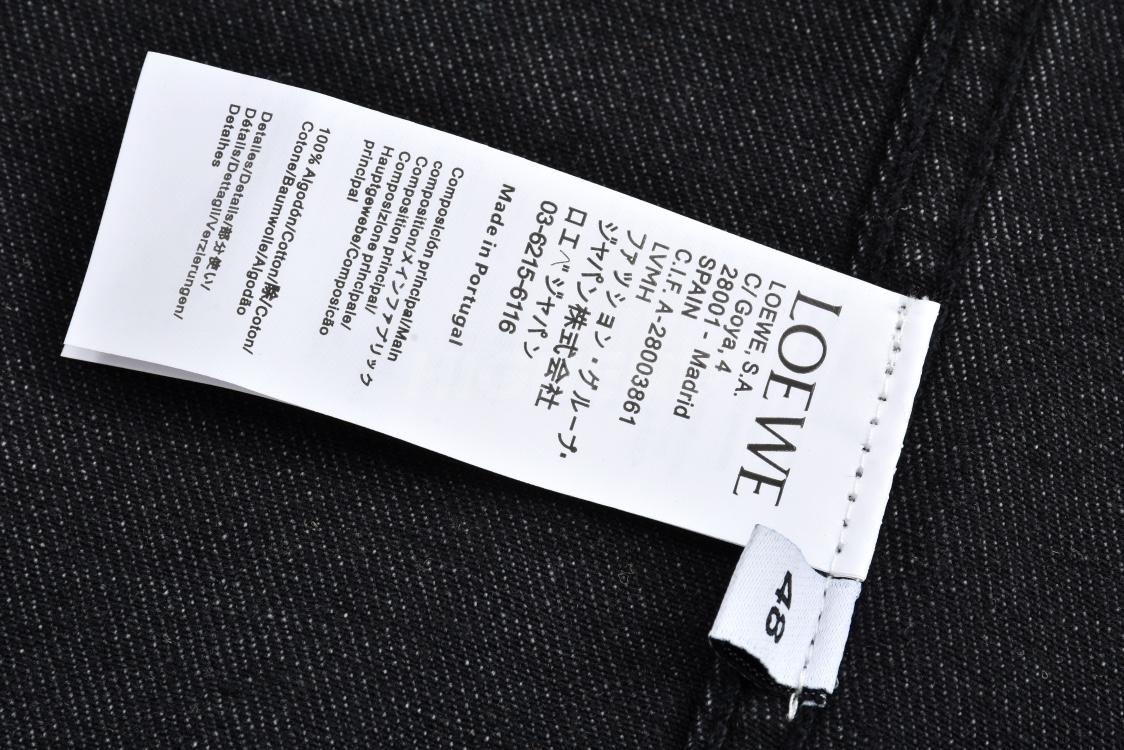 LOEWE
LOEWE, S.A.
C/Goya, 4
28001 - Madrid
SPAIN
C.I.F. A-28003861
LVMH
ファッション・グループ・
ジャパン株式会社
ロエベジャパン
03-6215-6116
Made in Portugal
Composición principal/Main
composition/メインファブリック
Composition principale/
Composizione principale/
Hauptgewebe/Composição
principal
100% Algodón/Cotton/綿/Coton/
Cotone/Baumwolle/Algodão
Detalles/Details/部分使い/
Détails/Dettagli/Verzierungen/
Detalhes
48